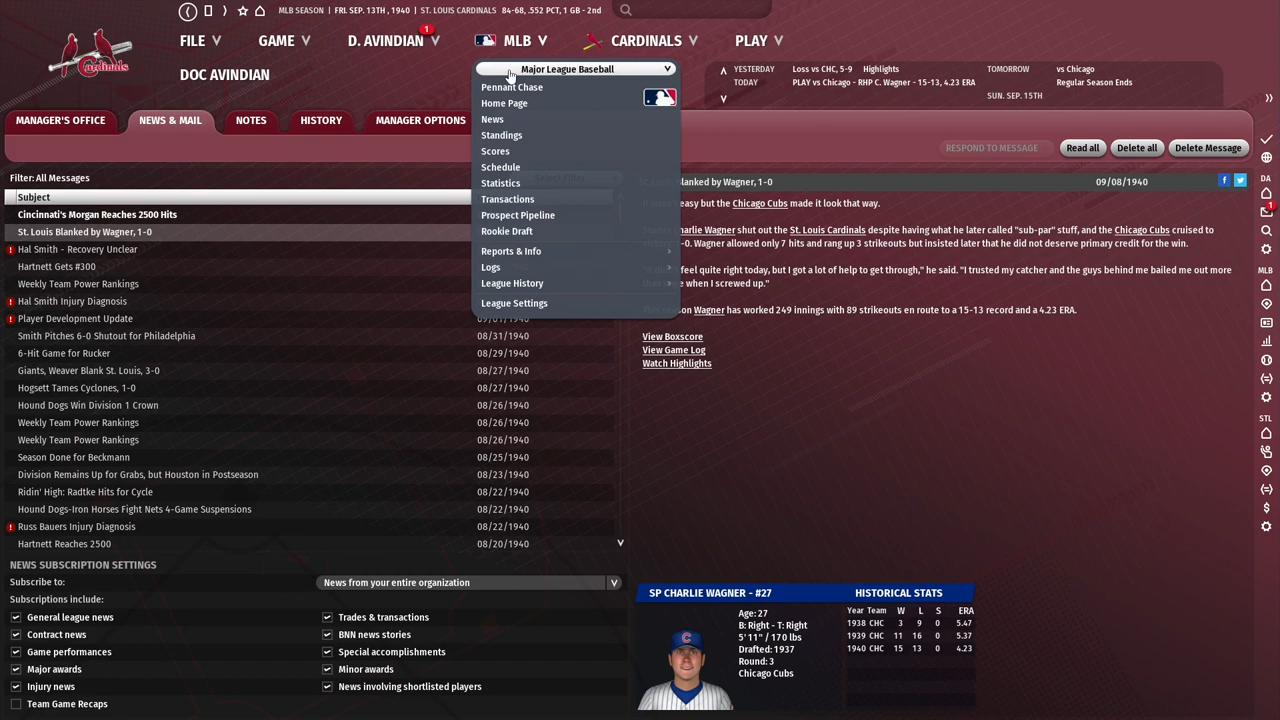 MLB SEASON | FRI. SEP. 13TH , 1940 | ST. LOUIS CARDINALS 84-68, .552 PCT, 1 GB - 2nd
FILE GAME D. AVINDIAN 1 MLB CARDINALS PLAY
Cardinals
DOC AVINDIAN
Major League Baseball
Pennant Chase
Home Page
News
Standings
Scores
Schedule
Statistics
Transactions
Prospect Pipeline
Rookie Draft
Reports & Info
Logs
League History
League Settings
YESTERDAY Loss vs CHC, 5-9 Highlights TOMORROW vs Chicago
TODAY PLAY vs Chicago - RHP C. Wagner - 15-13, 4.23 ERA Regular Season Ends
SUN. SEP. 15TH
MANAGER'S OFFICE NEWS & MAIL NOTES HISTORY MANAGER OPTIONS
RESPOND TO MESSAGE Read all Delete all Delete Message
Filter: All Messages Select Filter
Subject
Cincinnati's Morgan Reaches 2500 Hits
St. Louis Blanked by Wagner, 1-0
Hal Smith - Recovery Unclear
Hartnett Gets #300
Weekly Team Power Rankings
Hal Smith Injury Diagnosis
Player Development Update 09/01/1940
Smith Pitches 6-0 Shutout for Philadelphia 08/31/1940
6-Hit Game for Rucker 08/29/1940
Giants, Weaver Blank St. Louis, 3-0 08/27/1940
Hogsett Tames Cyclones, 1-0 08/27/1940
Hound Dogs Win Division 1 Crown 08/26/1940
Weekly Team Power Rankings 08/26/1940
Weekly Team Power Rankings 08/26/1940
Season Done for Beckmann 08/25/1940
Division Remains Up for Grabs, but Houston in Postseason 08/23/1940
Ridin' High: Radtke Hits for Cycle 08/22/1940
Hound Dogs-Iron Horses Fight Nets 4-Game Suspensions 08/22/1940
Russ Bauers Injury Diagnosis 08/22/1940
Hartnett Reaches 2500 08/20/1940
NEWS SUBSCRIPTION SETTINGS
Subscribe to: News from your entire organization
Subscriptions include:
General league news Trades & transactions
Contract news BNN news stories
Game performances Special accomplishments
Major awards Minor awards
Injury news News involving shortlisted players
Team Game Recaps
St. Louis Blanked by Wagner, 1-0 09/08/1940
easy but the Chicago Cubs made it look that way.
Charlie Wagner shut out the St. Louis Cardinals despite having what he later called "sub-par" stuff, and the Chicago Cubs cruised to
-0. Wagner allowed only 7 hits and rang up 3 strikeouts but insisted later that he did not deserve primary credit for the win.
feel quite right today, but I got a lot of help to get through," he said. "I trusted my catcher and the guys behind me bailed me out more
when I screwed up."
Wagner has worked 249 innings with 89 strikeouts en route to a 15-13 record and a 4.23 ERA.
View Boxscore
View Game Log
Watch Highlights
SP CHARLIE WAGNER - #27
Age: 27
B: Right - T: Right
5' 11" / 170 lbs
Drafted: 1937
Round: 3
Chicago Cubs
HISTORICAL STATS
Year Team W L S ERA
1938 CHC 3 9 0 5.47
1939 CHC 11 16 0 5.37
1940 CHC 15 13 0 4.23
DA
1
MLB
STL